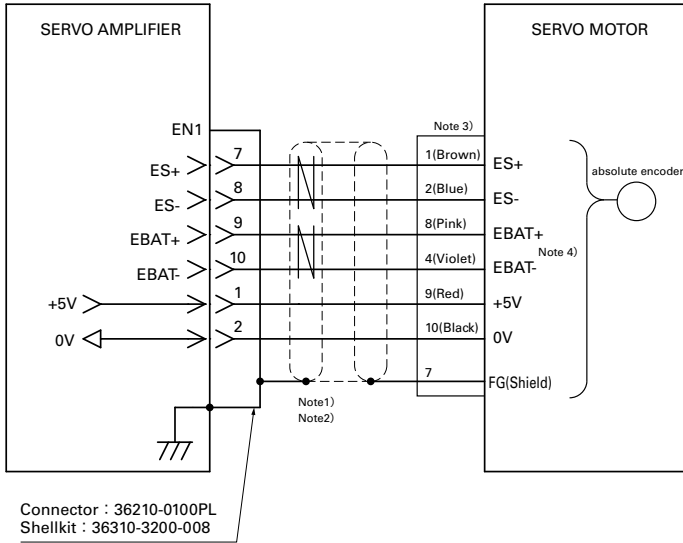 SERVO AMPLIFIER
SERVO MOTOR
EN1
Note 3)
ES+ 7 1(Brown) ES+
absolute encoder
ES- 8 2(Blue) ES-
EBAT+ 9 8(Pink) EBAT+
Note 4)
EBAT- 10 4(Violet) EBAT-
+5V 1 9(Red) +5V
0V 2 10(Black) 0V
7 FG(Shield)
Note1)
Note2)
Connector : 36210-0100PL
Shellkit : 36310-3200-008